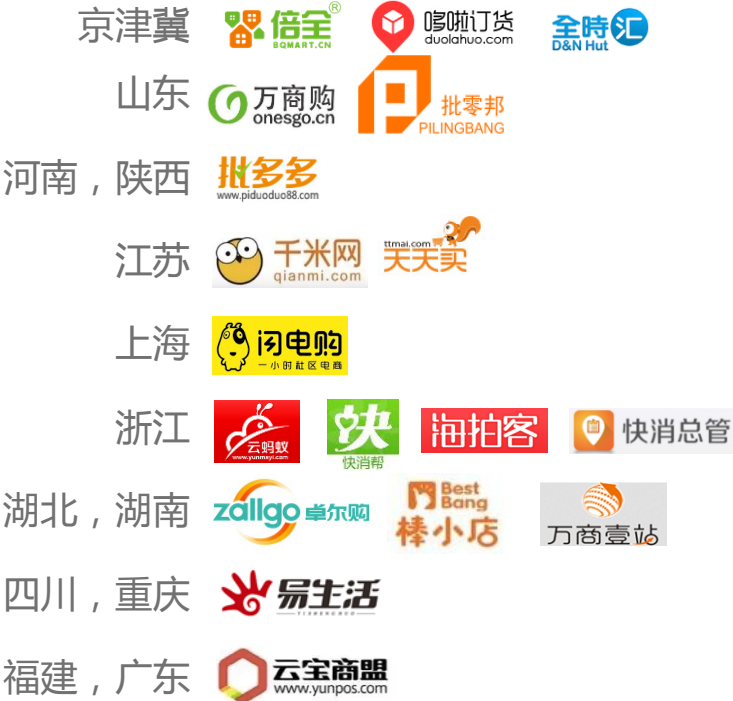 京津冀
倍全®
BQMART.CN
哆啦订货
duolahuo.com
全時汇
D&N Hut
山东
万商购
onesgo.cn
批零邦
PILINGBANG
河南，陕西
批多多
www.piduoduo88.com
江苏
千米网
qianmi.com
ttmai.com
天天买
上海
闪电购
一小时社区电商
浙江
云蚂蚁
www.yunmayi.com
快
快消帮
海拍客
快消总管
湖北，湖南
zallgo 卓尔购
Best
Bang
棒小店
万商壹站
四川，重庆
易生活
福建，广东
云宝商盟
www.yunpos.com